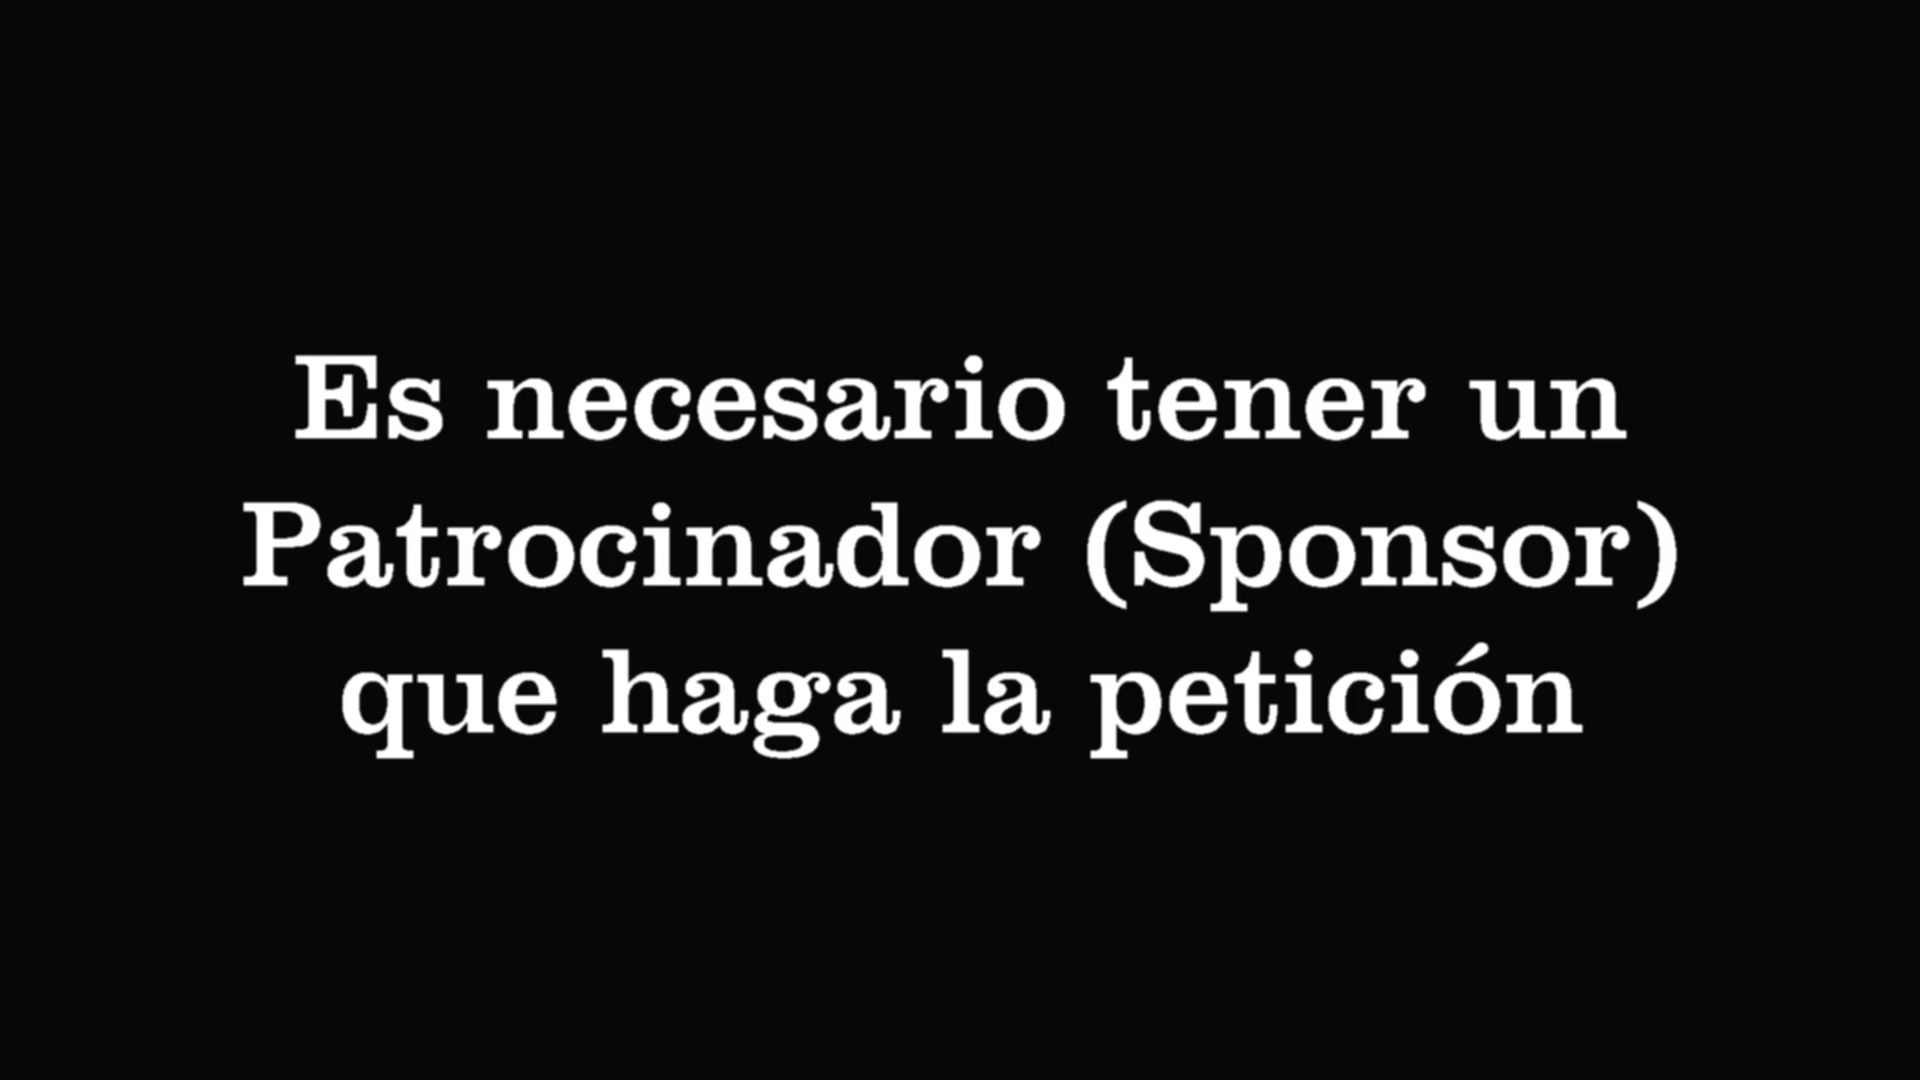 Es necesario tener un
Patrocinador (Sponsor)
que haga la petición